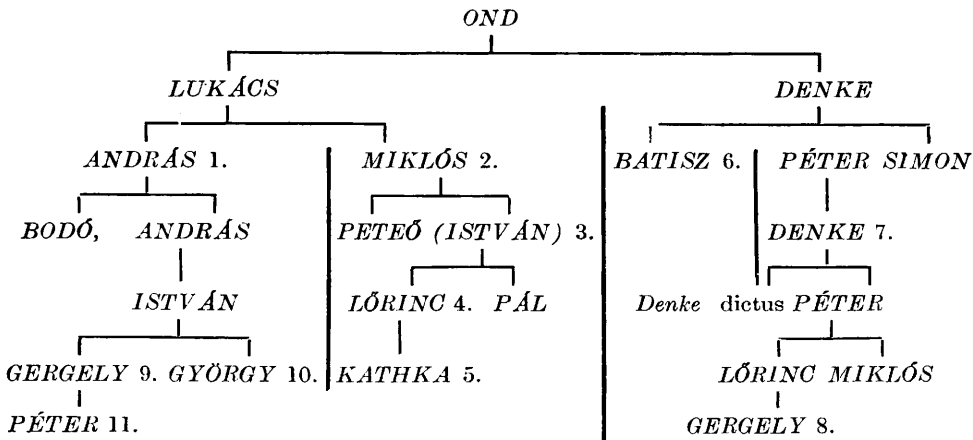 OND
LUKÁCS DENKE
ANDRÁS 1. MIKLÓS 2. BATISZ 6. PÉTER SIMON
BODÓ, ANDRÁS PETEŐ (ISTVÁN) 3. DENKE 7.
ISTVÁN LŐRINC 4. PÁL Denke dictus PÉTER
GERGELY 9. GYÖRGY 10. KATHKA 5. LŐRINC MIKLÓS
PÉTER 11. GERGELY 8.